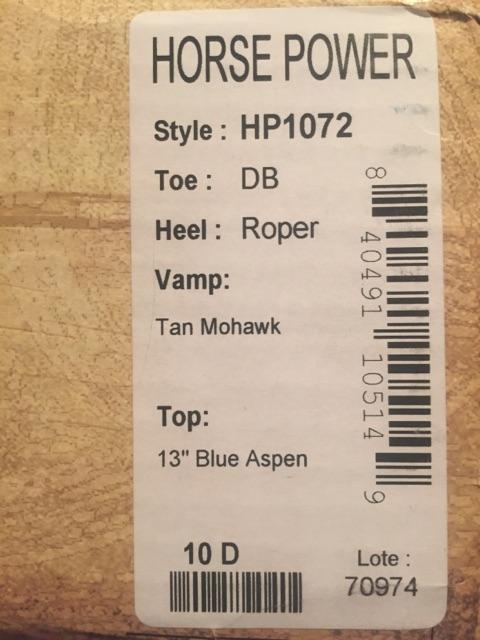 HORSE POWER
Style : HP1072
Toe : DB
Heel : Roper
Vamp:
Tan Mohawk
Top:
13" Blue Aspen
10 D
Lote :
70974
8 40491 10514 9